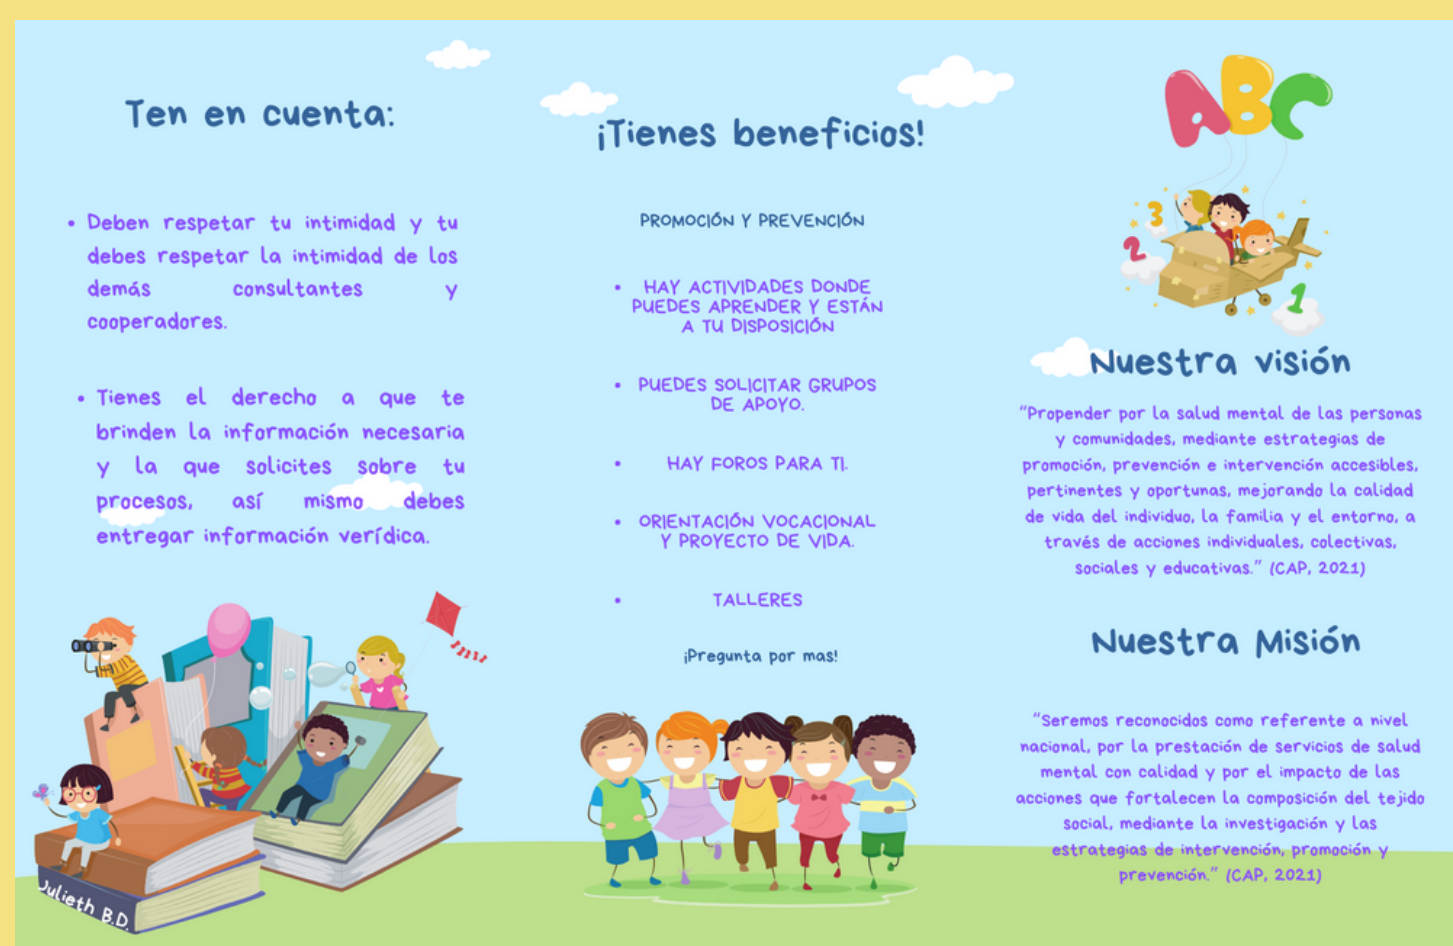 Ten en cuenta:
• Deben respetar tu intimidad y tu
debes respetar la intimidad de los
demás consultantes y
cooperadores.
• Tienes el derecho a que te
brinden la información necesaria
y la que solicites sobre tu
procesos, así mismo debes
entregar información verídica.
Julieth B.D.
¡Tienes beneficios!
PROMOCIÓN Y PREVENCIÓN
• HAY ACTIVIDADES DONDE
PUEDES APRENDER Y ESTÁN
A TU DISPOSICIÓN
• PUEDES SOLICITAR GRUPOS
DE APOYO.
• HAY FOROS PARA TI.
• ORIENTACIÓN VOCACIONAL
Y PROYECTO DE VIDA.
• TALLERES
¡Pregunta por mas!
ABC
3
2
1
Nuestra visión
"Propender por la salud mental de las personas
y comunidades, mediante estrategias de
promoción, prevención e intervención accesibles,
pertinentes y oportunas, mejorando la calidad
de vida del individuo, la familia y el entorno, a
través de acciones individuales, colectivas,
sociales y educativas." (CAP, 2021)
Nuestra Misión
"Seremos reconocidos como referente a nivel
nacional, por la prestación de servicios de salud
mental con calidad y por el impacto de las
acciones que fortalecen la composición del tejido
social, mediante la investigación y las
estrategias de intervención, promoción y
prevención." (CAP, 2021)